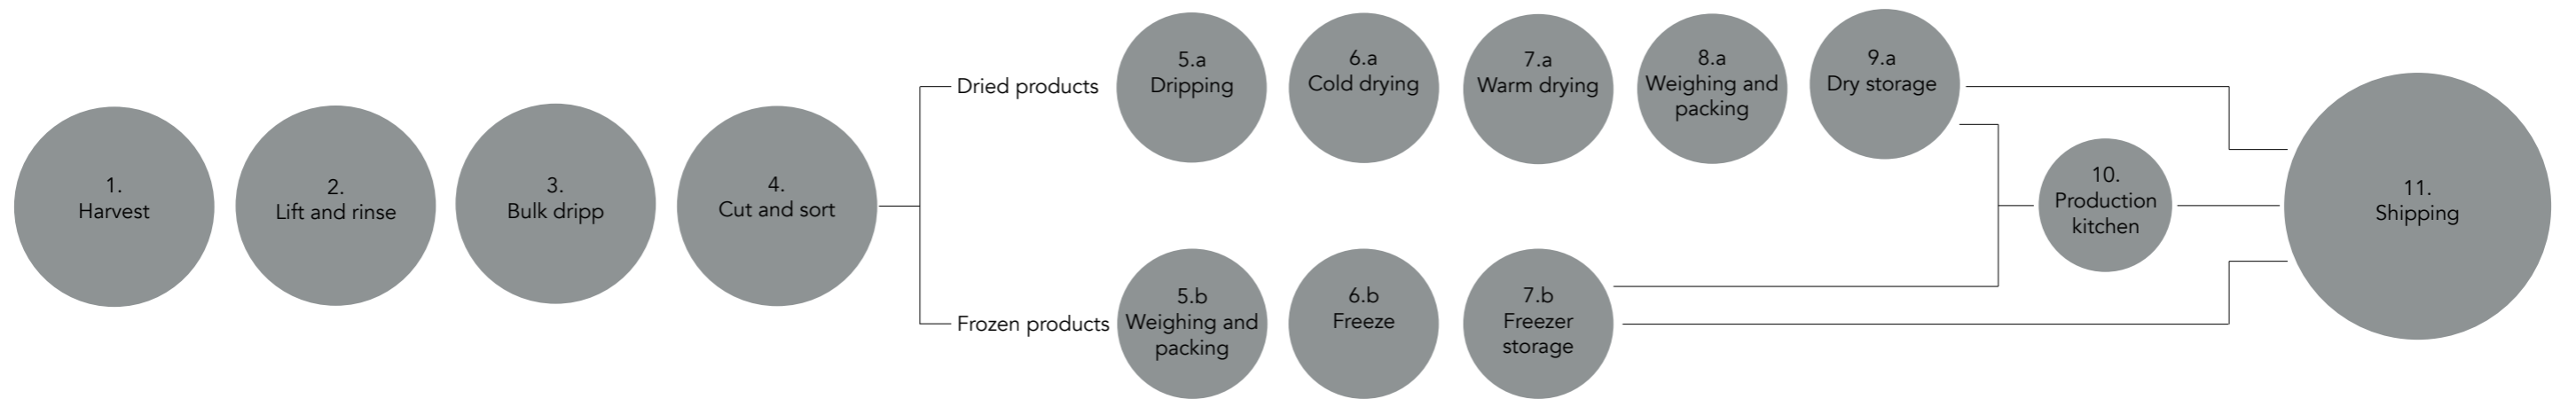 1.
Harvest
2.
Lift and rinse
3.
Bulk dripp
4.
Cut and sort
Dried products
5.a
Dripping
6.a
Cold drying
7.a
Warm drying
8.a
Weighing and
packing
9.a
Dry storage
Frozen products
5.b
Weighing and
packing
6.b
Freeze
7.b
Freezer
storage
10.
Production
kitchen
11.
Shipping